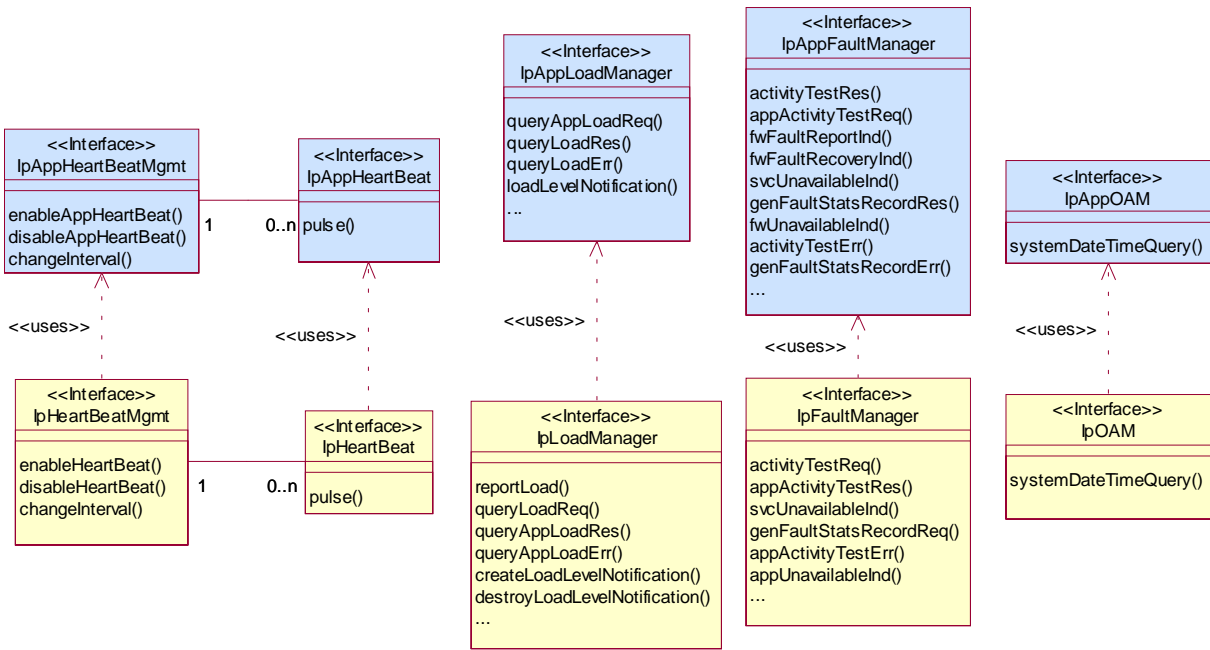 <<Interface>>
IpAppHeartBeatMgmt
enableAppHeartBeat()
disableAppHeartBeat()
changeInterval()
1
0..n
<<Interface>>
IpAppHeartBeat
pulse()
<<Interface>>
IpAppLoadManager
queryAppLoadReq()
queryLoadRes()
queryLoadErr()
loadLevelNotification()
...
<<Interface>>
IpAppFaultManager
activityTestRes()
appActivityTestReq()
fwFaultReportInd()
fwFaultRecoveryInd()
svcUnavailableInd()
genFaultStatsRecordRes()
fwUnavailableInd()
activityTestErr()
genFaultStatsRecordErr()
...
<<Interface>>
IpAppOAM
systemDateTimeQuery()
<<uses>>
<<uses>>
<<uses>>
<<uses>>
<<uses>>
<<Interface>>
IpHeartBeatMgmt
enableHeartBeat()
disableHeartBeat()
changeInterval()
1
0..n
<<Interface>>
IpHeartBeat
pulse()
<<Interface>>
IpLoadManager
reportLoad()
queryLoadReq()
queryAppLoadRes()
queryAppLoadErr()
createLoadLevelNotification()
destroyLoadLevelNotification()
...
<<Interface>>
IpFaultManager
activityTestReq()
appActivityTestRes()
svcUnavailableInd()
genFaultStatsRecordReq()
appActivityTestErr()
appUnavailableInd()
...
<<Interface>>
IpOAM
systemDateTimeQuery()